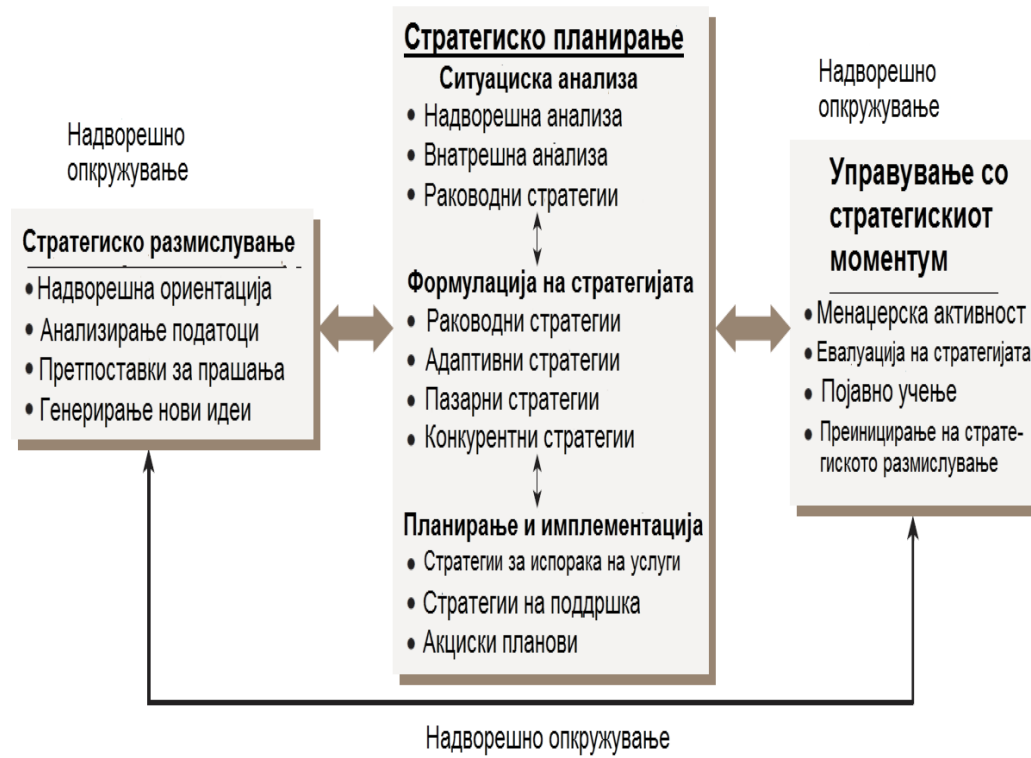 Надворешно
опкружување
Стратегиско размислување
• Надворешна ориентација
• Анализирање податоци
• Претпоставки за прашања
• Генерирање нови идеи
Стратегиско планирање
Ситуациска анализа
• Надворешна анализа
• Внатрешна анализа
• Раководни стратегии
Формулација на стратегијата
• Раководни стратегии
• Адаптивни стратегии
• Пазарни стратегии
• Конкурентни стратегии
Планирање и имплементација
• Стратегии за испорака на услуги
• Стратегии на поддршка
• Акциски планови
Надворешно
опкружување
Управување со
стратегискиот
моментум
• Менаџерска активност
• Евалуација на стратегијата
• Појавно учење
• Преиницирање на страте-
гиското размислување
Надворешно опкружување